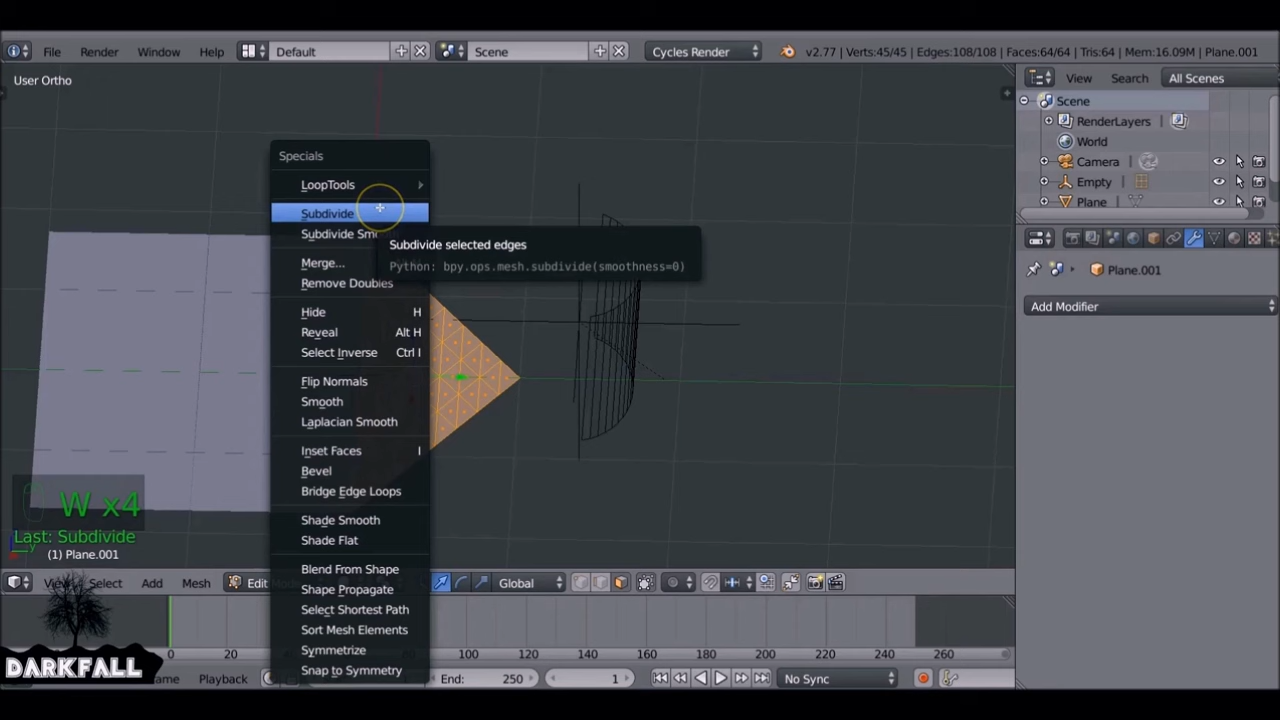 File Render Window Help Default Scene Cycles Render v2.77 | Verts:45/45 | Edges:108/108 | Faces:64/64 | Tris:64 | Mem:16.09M | Plane.001
User Ortho
View Search All Scenes
Scene
RenderLayers
World
Camera
Empty
Plane
Plane.001
Add Modifier
Specials
LoopTools
Subdivide
Subdivide Smo
Merge...
Remove Doubles
Hide H
Reveal Alt H
Select Inverse Ctrl I
Flip Normals
Smooth
Laplacian Smooth
Inset Faces I
Bevel
Bridge Edge Loops
Shade Smooth
Shade Flat
Blend From Shape
Shape Propagate
Select Shortest Path
Sort Mesh Elements
Symmetrize
Snap to Symmetry
Subdivide selected edges
Python: bpy.ops.mesh.subdivide(smoothness=0)
W x4
Last: Subdivide
(1) Plane.001
Select Add Mesh Edit Global
0 20 100 120 140 160 180 200 220 240 260
Playback End: 250 1 No Sync
DARKFALL